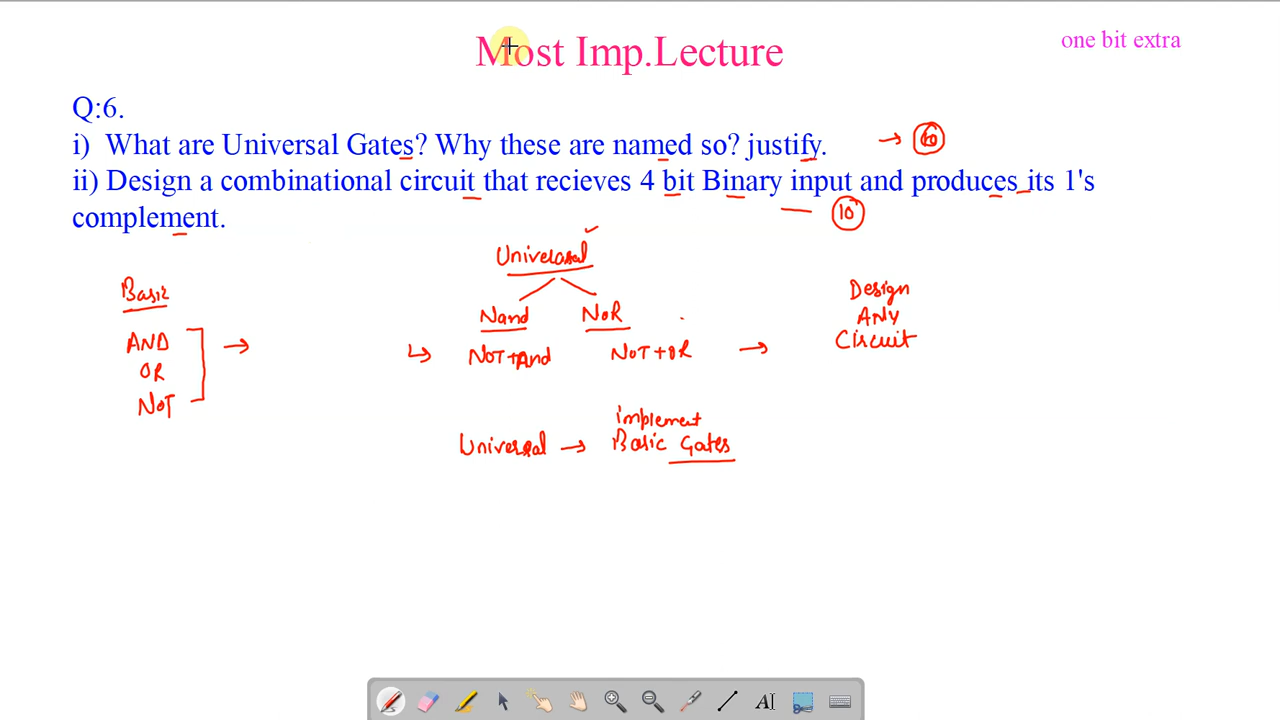 Most Imp.Lecture
one bit extra
Q:6.
i) What are Universal Gates? Why these are named so? justify.
ii) Design a combinational circuit that recieves 4 bit Binary input and produces its 1's
complement.
10
Universal
Basic
AND
OR
NOT
Nand NOR
NOT+And NOT+OR
Design
ANY
Circuit
implement
Universal → Basic Gates
AI